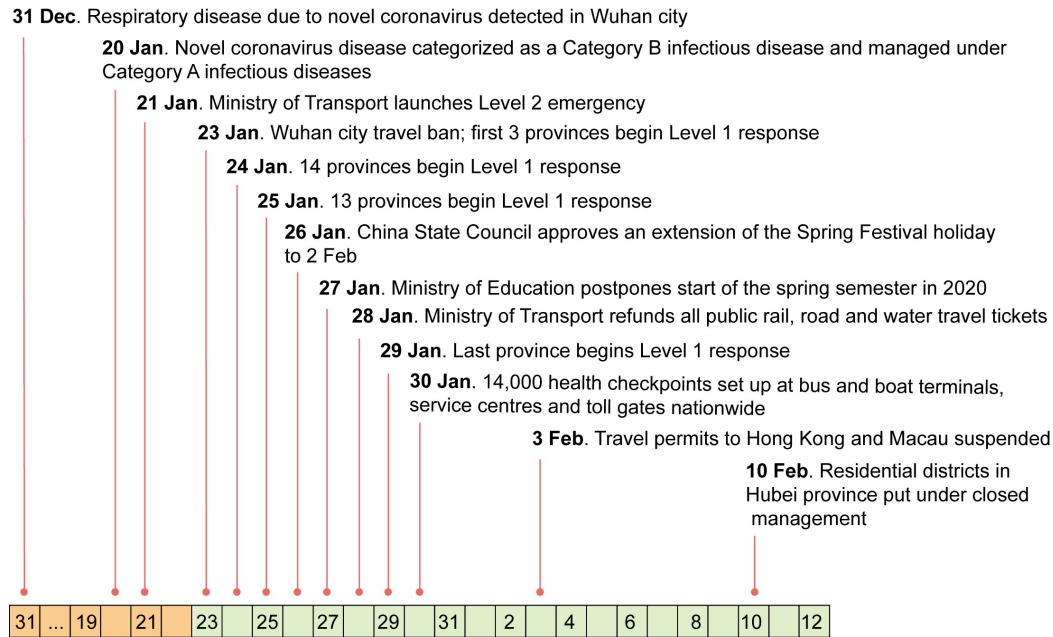 31 Dec. Respiratory disease due to novel coronavirus detected in Wuhan city
20 Jan. Novel coronavirus disease categorized as a Category B infectious disease and managed under
Category A infectious diseases
21 Jan. Ministry of Transport launches Level 2 emergency
23 Jan. Wuhan city travel ban; first 3 provinces begin Level 1 response
24 Jan. 14 provinces begin Level 1 response
25 Jan. 13 provinces begin Level 1 response
26 Jan. China State Council approves an extension of the Spring Festival holiday
to 2 Feb
27 Jan. Ministry of Education postpones start of the spring semester in 2020
28 Jan. Ministry of Transport refunds all public rail, road and water travel tickets
29 Jan. Last province begins Level 1 response
30 Jan. 14,000 health checkpoints set up at bus and boat terminals,
service centres and toll gates nationwide
3 Feb. Travel permits to Hong Kong and Macau suspended
10 Feb. Residential districts in
Hubei province put under closed
management
31 ... 19 21 23 25 27 29 31 2 4 6 8 10 12